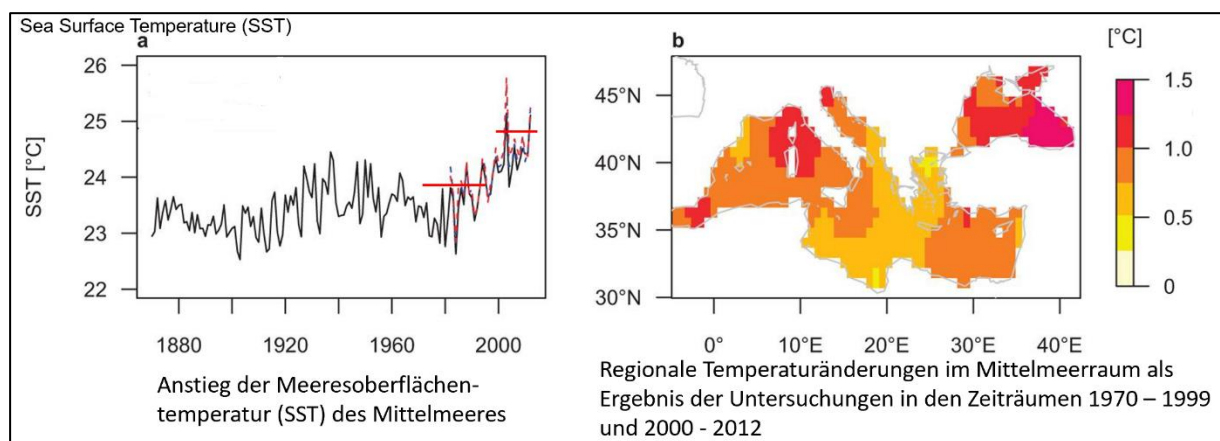 Sea Surface Temperature (SST)
a
26
25
24
23
22
SST [°C]
1880
1920
1960
2000
Anstieg der Meeresoberflächen-
temperatur (SST) des Mittelmeeres
b
45°N
40°N
35°N
30°N
0°
10°E
20°E
30°E
40°E
[°C]
1.5
1.0
0.5
0
Regionale Temperaturänderungen im Mittelmeerraum als
Ergebnis der Untersuchungen in den Zeiträumen 1970 – 1999
und 2000 - 2012